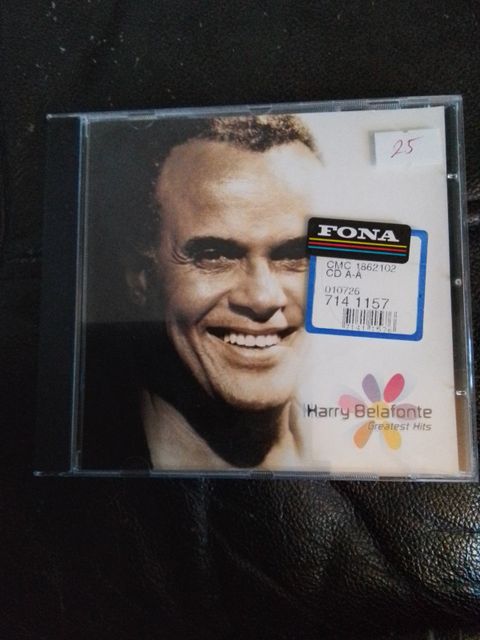 25
FONA
CMC 1862102
CD A-A
010726
714 1157
Harry Belafonte
Greatest Hits